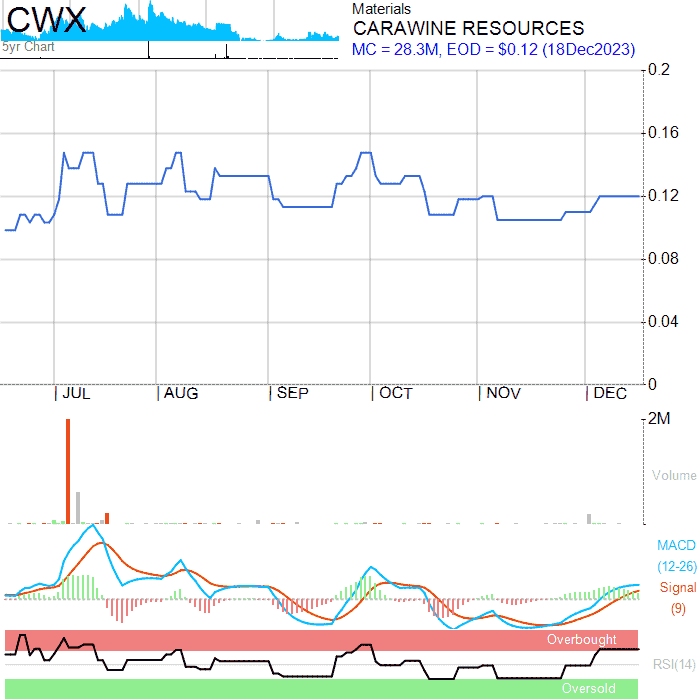 CWX
5yr Chart
Materials
CARAWINE RESOURCES
MC = 28.3M, EOD = $0.12 (18Dec2023)
0.2
0.16
0.12
0.08
0.04
0
JUL AUG SEP OCT NOV DEC
2M
Volume
MACD
(12-26)
Signal
(9)
Overbought
RSI(14)
Oversold